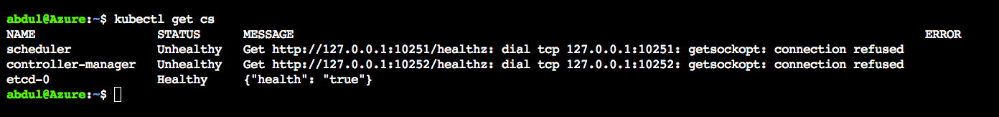 abdul@Azure:~$ kubectl get cs
NAME STATUS MESSAGE ERROR
scheduler Unhealthy Get http://127.0.0.1:10251/healthz: dial tcp 127.0.0.1:10251: getsockopt: connection refused
controller-manager Unhealthy Get http://127.0.0.1:10252/healthz: dial tcp 127.0.0.1:10252: getsockopt: connection refused
etcd-0 Healthy {"health": "true"}
abdul@Azure:~$